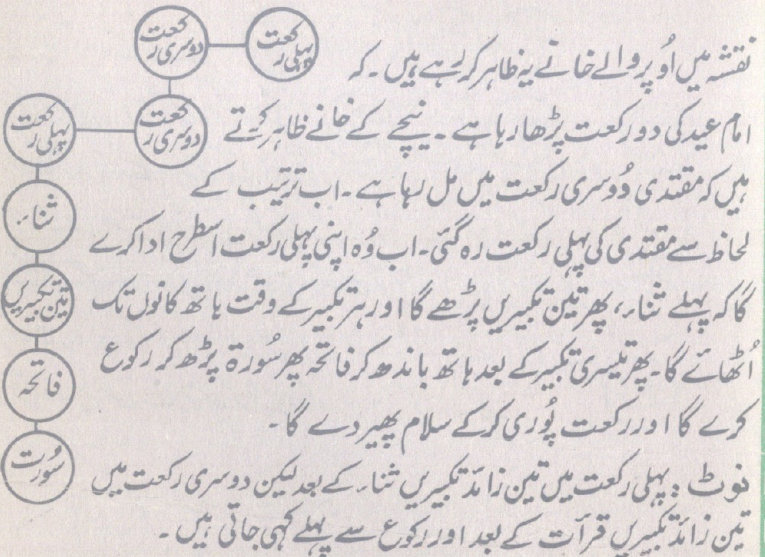 پہلی رکعت
دوسری رکعت
نقشہ میں اُوپر والے خانے یہ ظاہر کر رہے ہیں۔ کہ
دوسری رکعت
پہلی رکعت
امام عید کی دو رکعت پڑھا رہا ہے۔ نیچے کے خانے ظاہر کرتے
ہیں کہ مقتدی دُوسری رکعت میں مل رہا ہے۔ اب ترتیب کے
ثناء
لحاظ سے مقتدی کی پہلی رکعت رہ گئی۔ اب وُہ اپنی پہلی رکعت اسطرح ادا کرے
گا کہ پہلے ثناء، پھر تین تکبیریں پڑھے گا اور ہر تکبیر کے وقت ہاتھ کانوں تک
تین تکبیریں
اُٹھائے گا۔ پھر تیسری تکبیر کے بعد ہاتھ باندھ کر فاتحہ پھر سُورۃ پڑھ کر رکوع
فاتحہ
کرے گا اور رکعت پُوری کر کے سلام پھیر دے گا۔
سُورت
نوٹ: پہلی رکعت میں تین زائد تکبیریں ثناء کے بعد لیکن دوسری رکعت میں
تین زائد تکبیریں قرأت کے بعد اور رکوع سے پہلے کہی جاتی ہیں۔